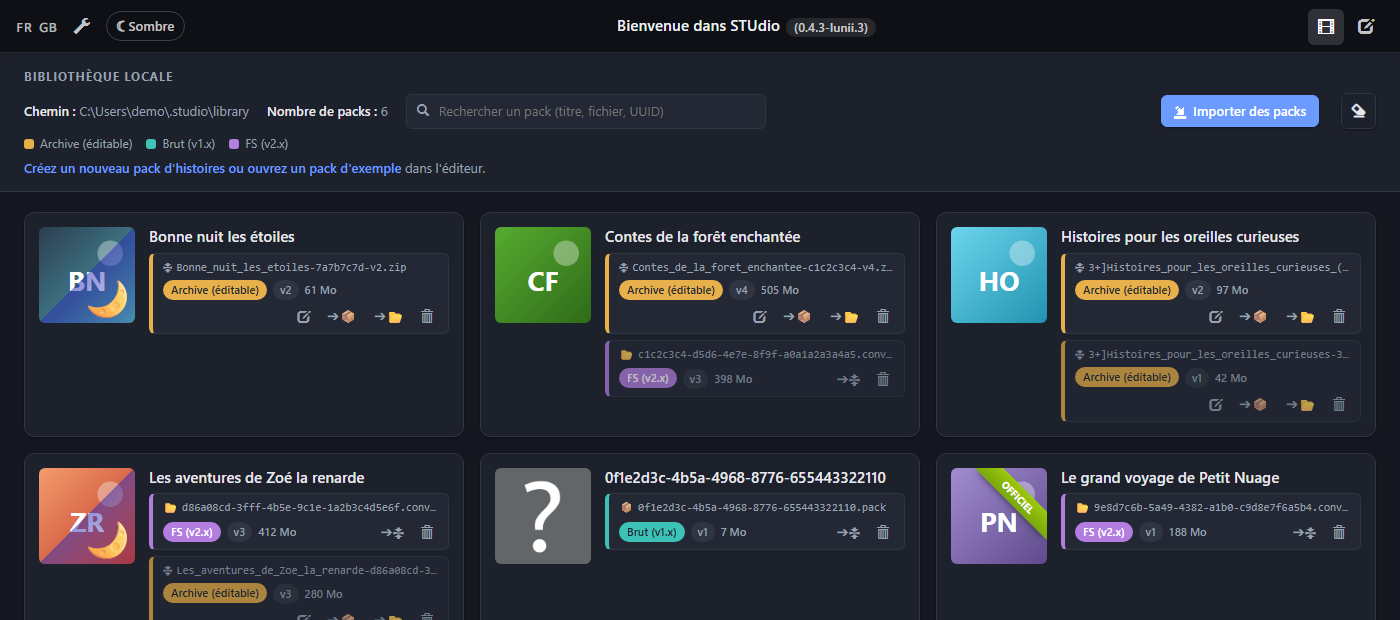 FR GB Sombre Bienvenue dans STUdio (0.4.3-lunii.3)
BIBLIOTHÈQUE LOCALE
Chemin : C:\Users\demo\.studio\library Nombre de packs : 6 Rechercher un pack (titre, fichier, UUID) Importer des packs
Archive (éditable) Brut (v1.x) FS (v2.x)
Créez un nouveau pack d'histoires ou ouvrez un pack d'exemple dans l'éditeur.
BN
Bonne nuit les étoiles
Bonne_nuit_les_etoiles-7a7b7c7d-v2.zip
Archive (éditable) v2 61 Mo
CF
Contes de la forêt enchantée
Contes_de_la_foret_enchantee-c1c2c3c4-v4.z…
Archive (éditable) v4 505 Mo
c1c2c3c4-d5d6-4e7e-8f9f-a0a1a2a3a4a5.conv…
FS (v2.x) v3 398 Mo
HO
Histoires pour les oreilles curieuses
3+]Histoires_pour_les_oreilles_curieuses_(…
Archive (éditable) v2 97 Mo
3+]Histoires_pour_les_oreilles_curieuses-3…
Archive (éditable) v1 42 Mo
ZR
Les aventures de Zoé la renarde
d86a08cd-3fff-4b5e-9c1e-1a2b3c4d5e6f.conv…
FS (v2.x) v3 412 Mo
Les_aventures_de_Zoe_la_renarde-d86a08cd-3…
Archive (éditable) v3 280 Mo
?
0f1e2d3c-4b5a-4968-8776-655443322110
0f1e2d3c-4b5a-4968-8776-655443322110.pack
Brut (v1.x) v1 7 Mo
PN
OFFICIEL
Le grand voyage de Petit Nuage
9e8d7c6b-5a49-4382-a1b0-c9d8e7f6a5b4.conv…
FS (v2.x) v1 188 Mo